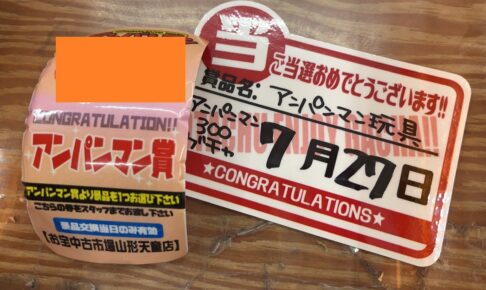 CONGRATULATION!!
アンパンマン賞
アンパンマン賞より景品を1つお選び下さい
こちらの巻をスタッフまでお渡し下さい
景品交換当日のみ有効
【お宝中古市場山形天童店】
当
ご当選おめでとうございます!!
賞品名: アンパンマン玩具
アンパンマン
300
ガチャ
7月27日
★CONGRATULATIONS★